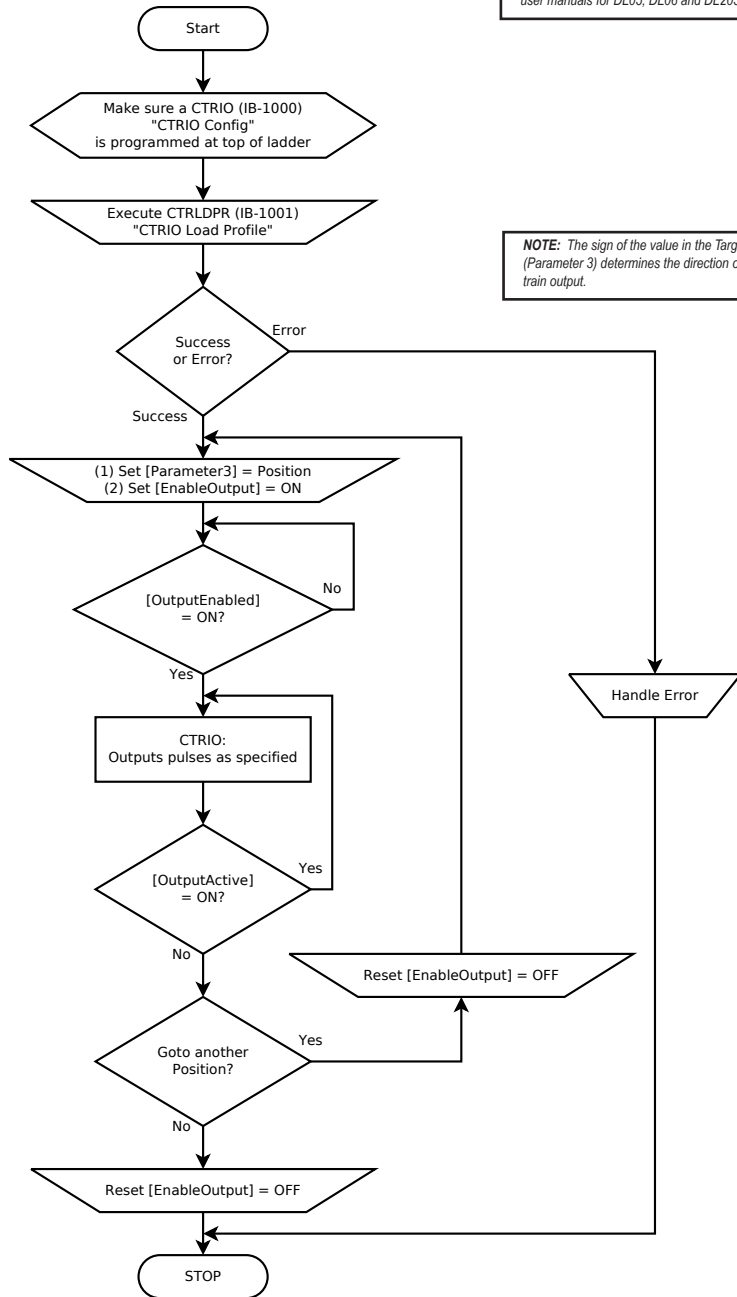 user manuals for DL05, DL06 and DL205
Start
Make sure a CTRIO (IB-1000)
"CTRIO Config"
is programmed at top of ladder
Execute CTRLDPR (IB-1001)
"CTRIO Load Profile"
NOTE: The sign of the value in the Targ
(Parameter 3) determines the direction o
train output.
Success
or Error?
Error
Success
(1) Set [Parameter3] = Position
(2) Set [EnableOutput] = ON
[OutputEnabled]
= ON?
No
Yes
Handle Error
CTRIO:
Outputs pulses as specified
[OutputActive]
= ON?
Yes
No
Reset [EnableOutput] = OFF
Goto another
Position?
Yes
No
Reset [EnableOutput] = OFF
STOP